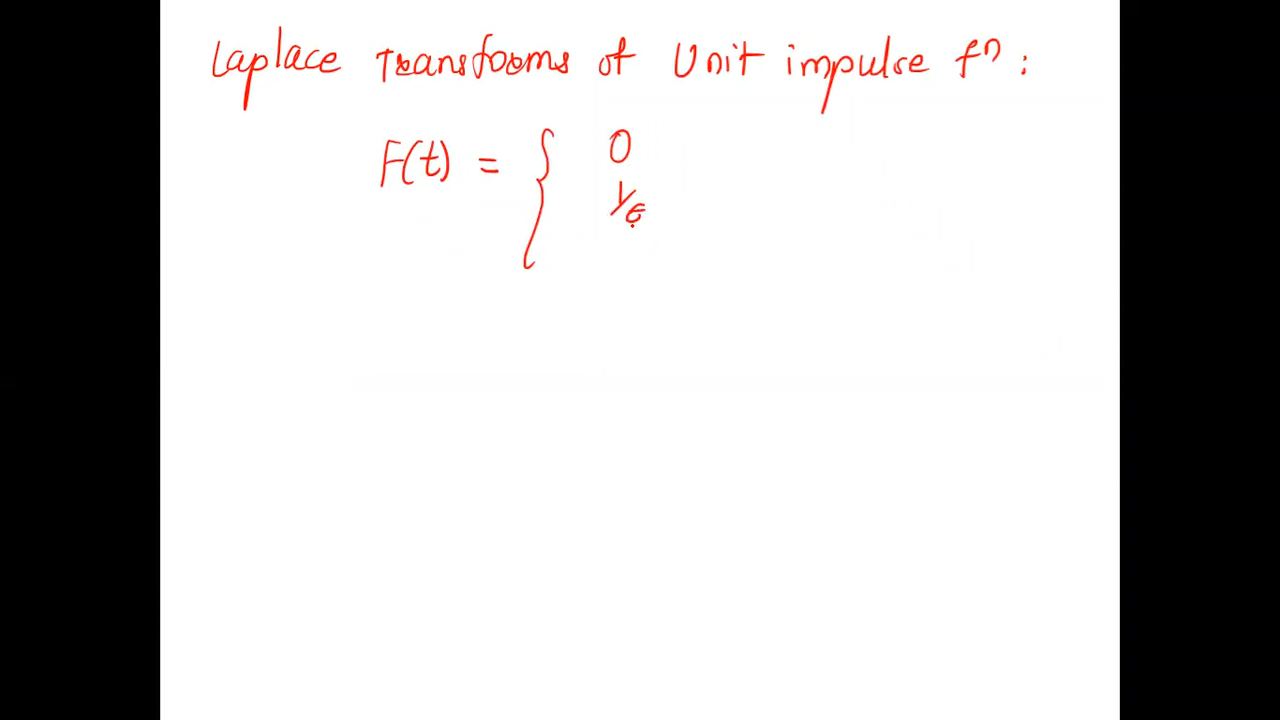 Laplace Transforms of Unit impulse fⁿ :
F(t) = { 0
1/ϵ